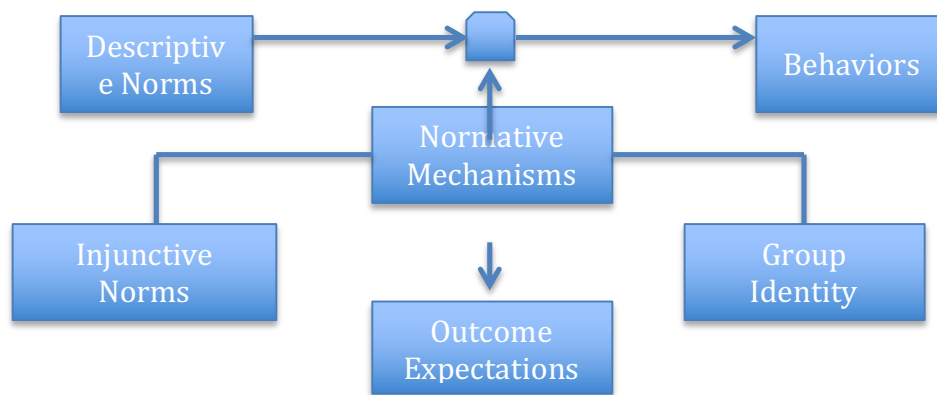 Descriptiv
e Norms
Behaviors
Normative
Mechanisms
Injunctive
Norms
Group
Identity
Outcome
Expectations